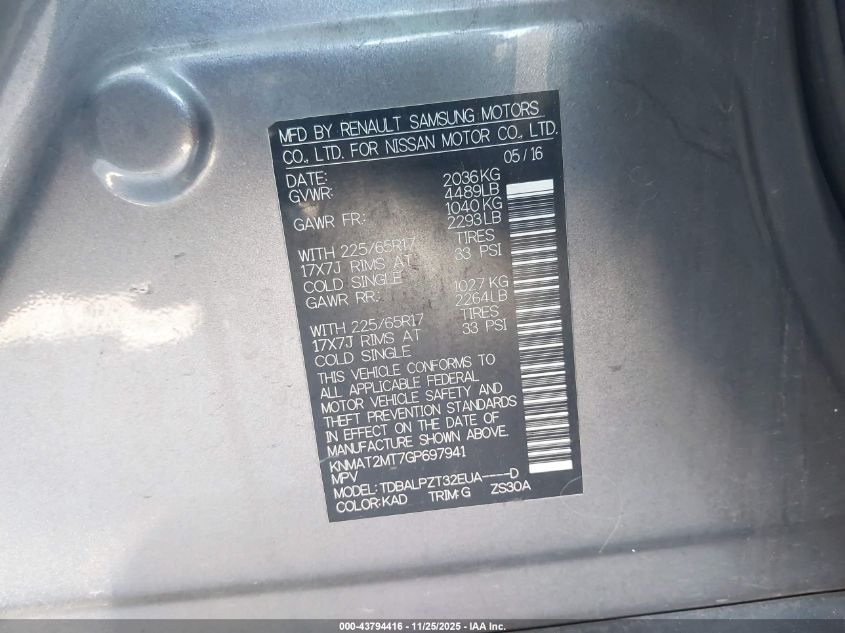 MFD BY RENAULT SAMSUNG MOTORS
CO., LTD. FOR NISSAN MOTOR CO., LTD.
DATE: 05/16
GVWR: 2036KG
4489LB
GAWR FR: 1040KG
2293LB
WITH 225/65R17 TIRES
17X7J RIMS AT 33 PSI
COLD SINGLE
GAWR RR: 1027KG
2264LB
WITH 225/65R17 TIRES
17X7J RIMS AT 33 PSI
COLD SINGLE
THIS VEHICLE CONFORMS TO
ALL APPLICABLE FEDERAL
MOTOR VEHICLE SAFETY AND
THEFT PREVENTION STANDARDS
IN EFFECT ON THE DATE OF
MANUFACTURE SHOWN ABOVE.
KNMAT2MT7GP697941
MPV
MODEL: TDBALPZT32EUA----D
COLOR: KAD TRIM: G ZS30A
000-43794416 - 11/25/2025 - IAA Inc.